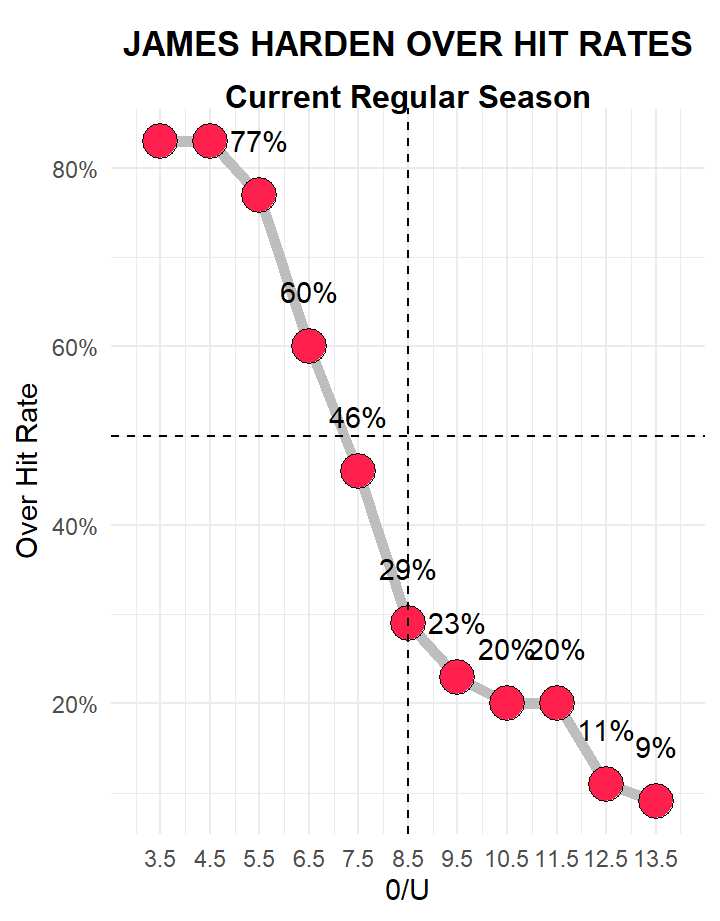 JAMES HARDEN OVER HIT RATES
Current Regular Season
77%
80%
60%
60%
46%
Over Hit Rate
40%
29%
23%
20%
20%
20%
11%
9%
3.5 4.5 5.5 6.5 7.5 8.5 9.5 10.5 11.5 12.5 13.5
0/U